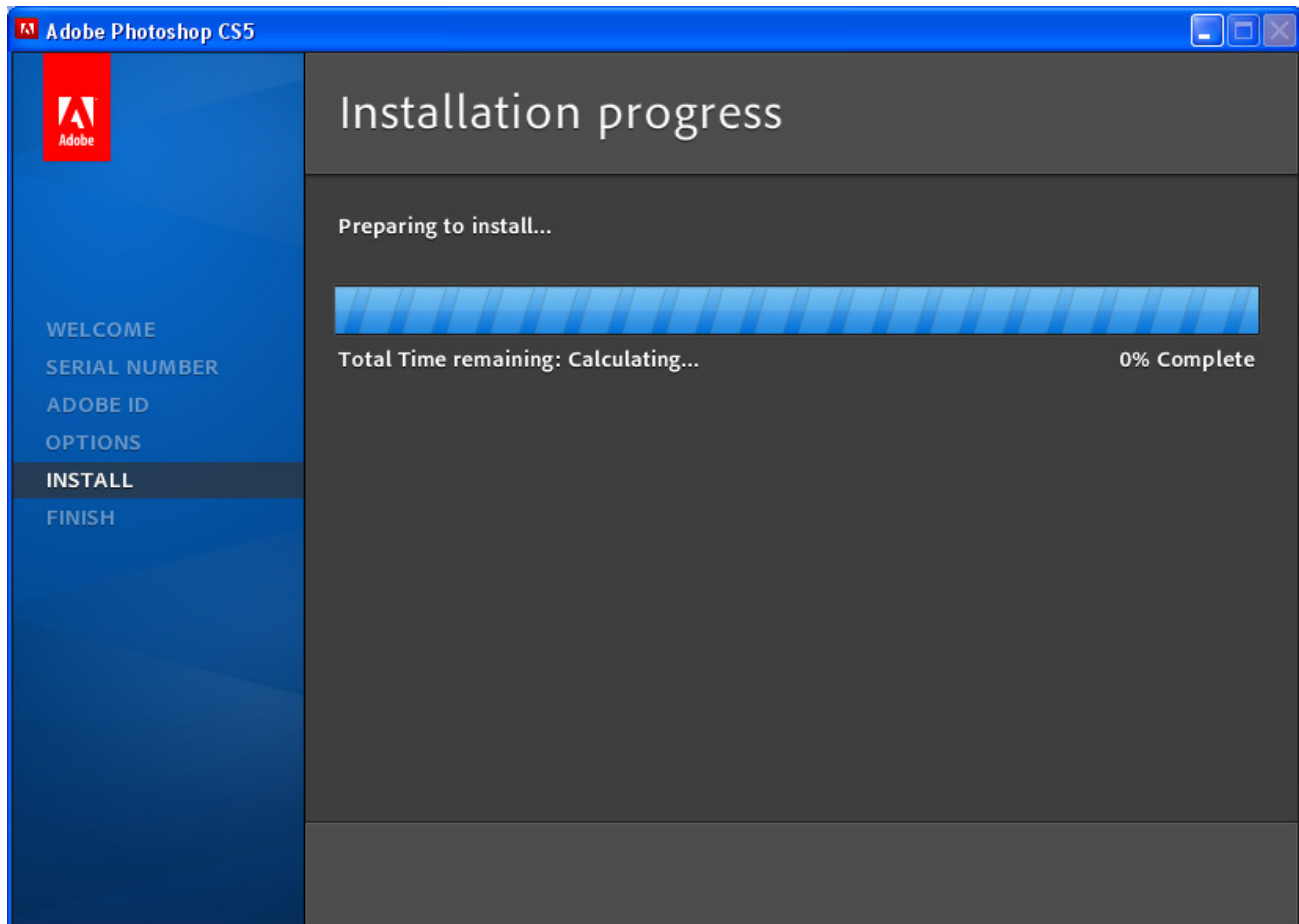 Adobe Photoshop CS5
Adobe
Installation progress
Preparing to install...
Total Time remaining: Calculating... 0% Complete
WELCOME
SERIAL NUMBER
ADOBE ID
OPTIONS
INSTALL
FINISH